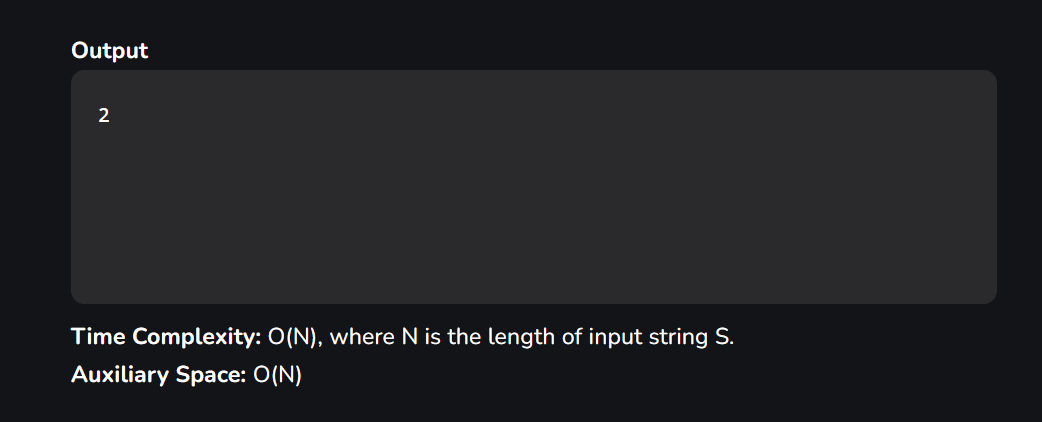 Output
2
Time Complexity: O(N), where N is the length of input string S.
Auxiliary Space: O(N)